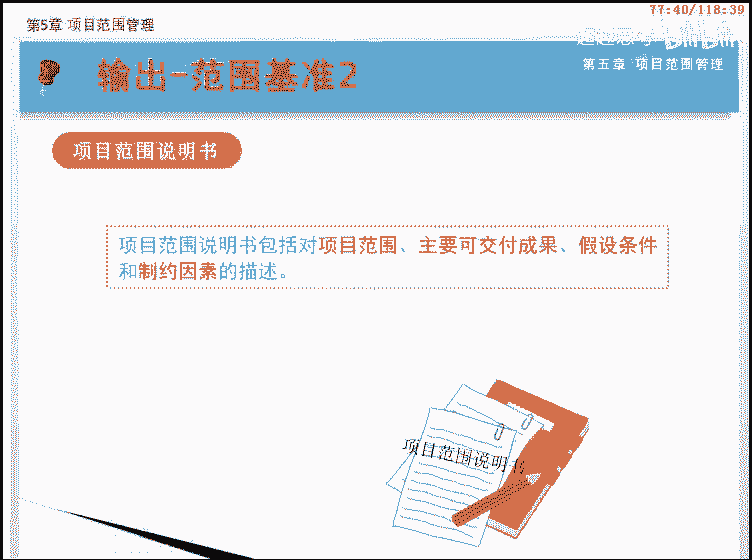 77:40/118:39
第5章 项目范围管理
输出-范围基准2
第五章 项目范围管理
项目范围说明书
项目范围说明书包括对项目范围、主要可交付成果、假设条件
和制约因素的描述。
项目范围说明书